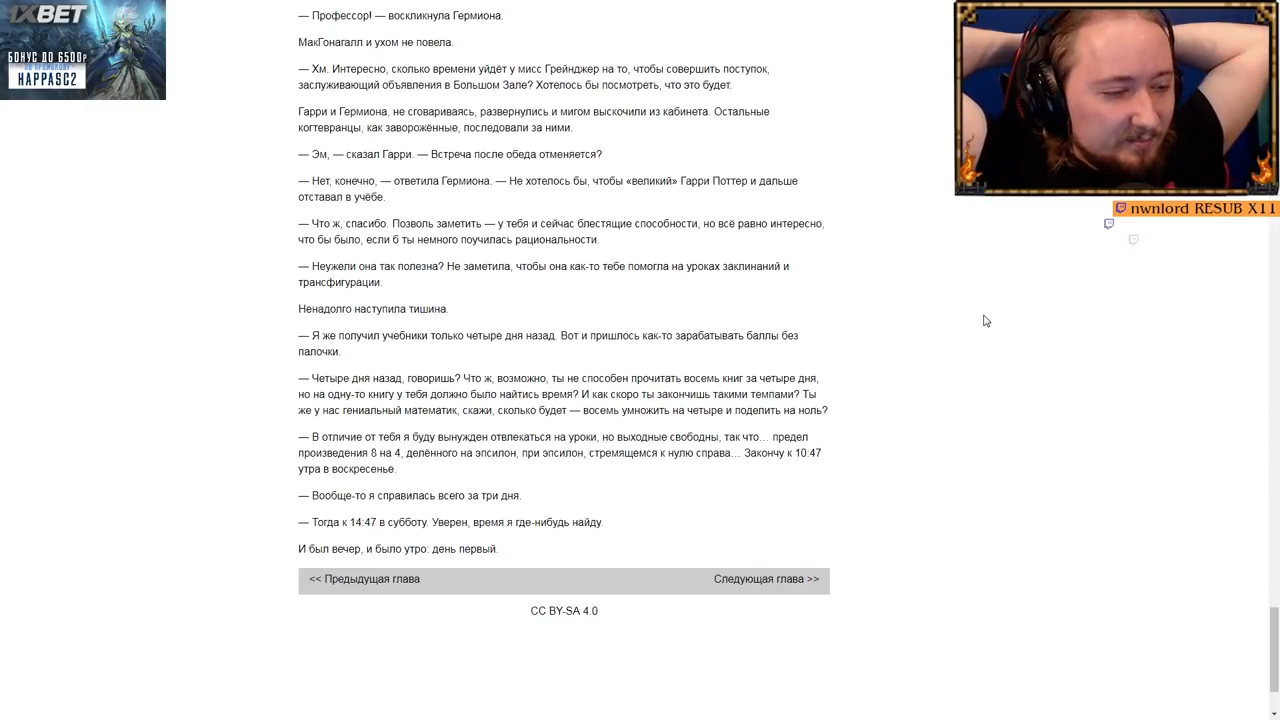 1XBET
БОНУС ДО 6500₽
ПО ПРОМОКОДУ
HAPPASC2
— Профессор! — воскликнула Гермиона.
МакГонагалл и ухом не повела.
— Хм. Интересно, сколько времени уйдёт у мисс Грейнджер на то, чтобы совершить поступок,
заслуживающий объявления в Большом Зале? Хотелось бы посмотреть, что это будет.
Гарри и Гермиона, не сговариваясь, развернулись и мигом выскочили из кабинета. Остальные
когтевранцы, как заворожённые, последовали за ними.
— Эм, — сказал Гарри. — Встреча после обеда отменяется?
— Нет, конечно, — ответила Гермиона. — Не хотелось бы, чтобы «великий» Гарри Поттер и дальше
отставал в учёбе.
— Что ж, спасибо. Позволь заметить — у тебя и сейчас блестящие способности, но всё равно интересно,
что бы было, если б ты немного поучилась рациональности.
— Неужели она так полезна? Не заметила, чтобы она как-то тебе помогла на уроках заклинаний и
трансфигурации.
Ненадолго наступила тишина.
— Я же получил учебники только четыре дня назад. Вот и пришлось как-то зарабатывать баллы без
палочки.
— Четыре дня назад, говоришь? Что ж, возможно, ты не способен прочитать восемь книг за четыре дня,
но на одну-то книгу у тебя должно было найтись время? И как скоро ты закончишь такими темпами? Ты
же у нас гениальный математик, скажи, сколько будет — восемь умножить на четыре и поделить на ноль?
— В отличие от тебя я буду вынужден отвлекаться на уроки, но выходные свободны, так что… предел
произведения 8 на 4, делённого на эпсилон, при эпсилон, стремящемся к нулю справа… Закончу к 10:47
утра в воскресенье.
— Вообще-то я справилась всего за три дня.
— Тогда к 14:47 в субботу. Уверен, время я где-нибудь найду.
И был вечер, и было утро: день первый.
<< Предыдущая глава
Следующая глава >>
CC BY-SA 4.0
nwnlord RESUB X11